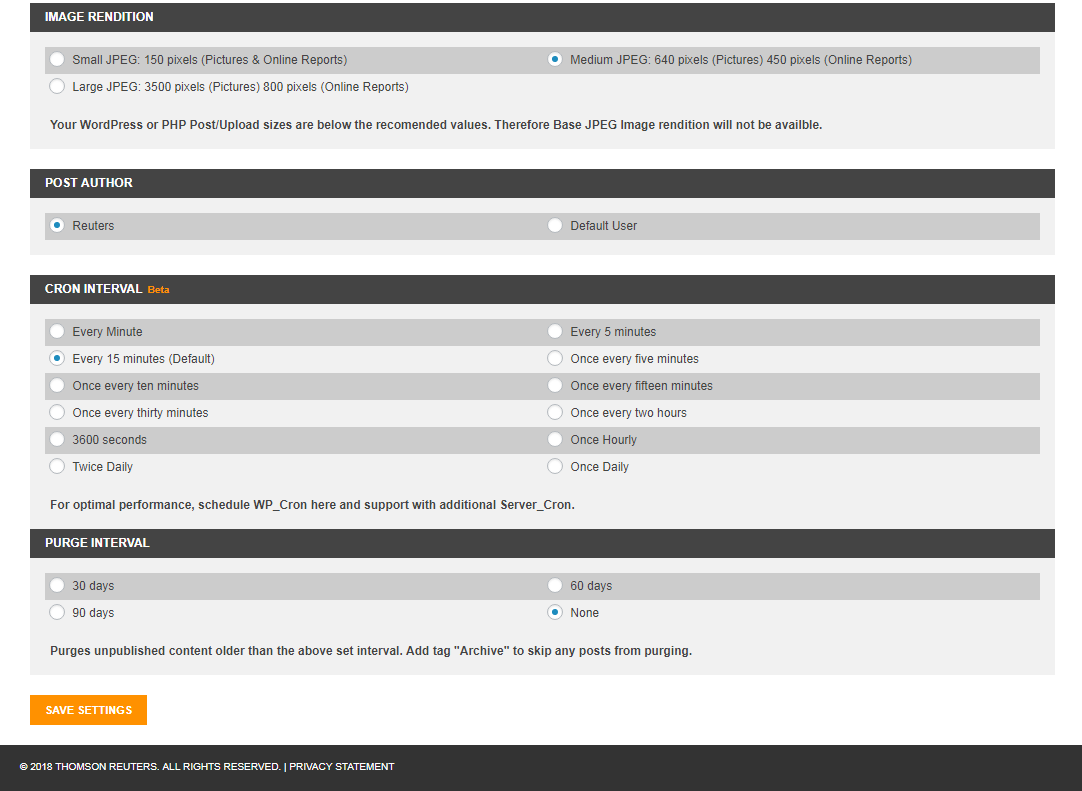 IMAGE RENDITION
Small JPEG: 150 pixels (Pictures & Online Reports)
Medium JPEG: 640 pixels (Pictures) 450 pixels (Online Reports)
Large JPEG: 3500 pixels (Pictures) 800 pixels (Online Reports)
Your WordPress or PHP Post/Upload sizes are below the recomended values. Therefore Base JPEG Image rendition will not be availble.
POST AUTHOR
Reuters
Default User
CRON INTERVAL Beta
Every Minute
Every 5 minutes
Every 15 minutes (Default)
Once every five minutes
Once every ten minutes
Once every fifteen minutes
Once every thirty minutes
Once every two hours
3600 seconds
Once Hourly
Twice Daily
Once Daily
For optimal performance, schedule WP_Cron here and support with additional Server_Cron.
PURGE INTERVAL
30 days
60 days
90 days
None
Purges unpublished content older than the above set interval. Add tag "Archive" to skip any posts from purging.
SAVE SETTINGS
© 2018 THOMSON REUTERS. ALL RIGHTS RESERVED. | PRIVACY STATEMENT